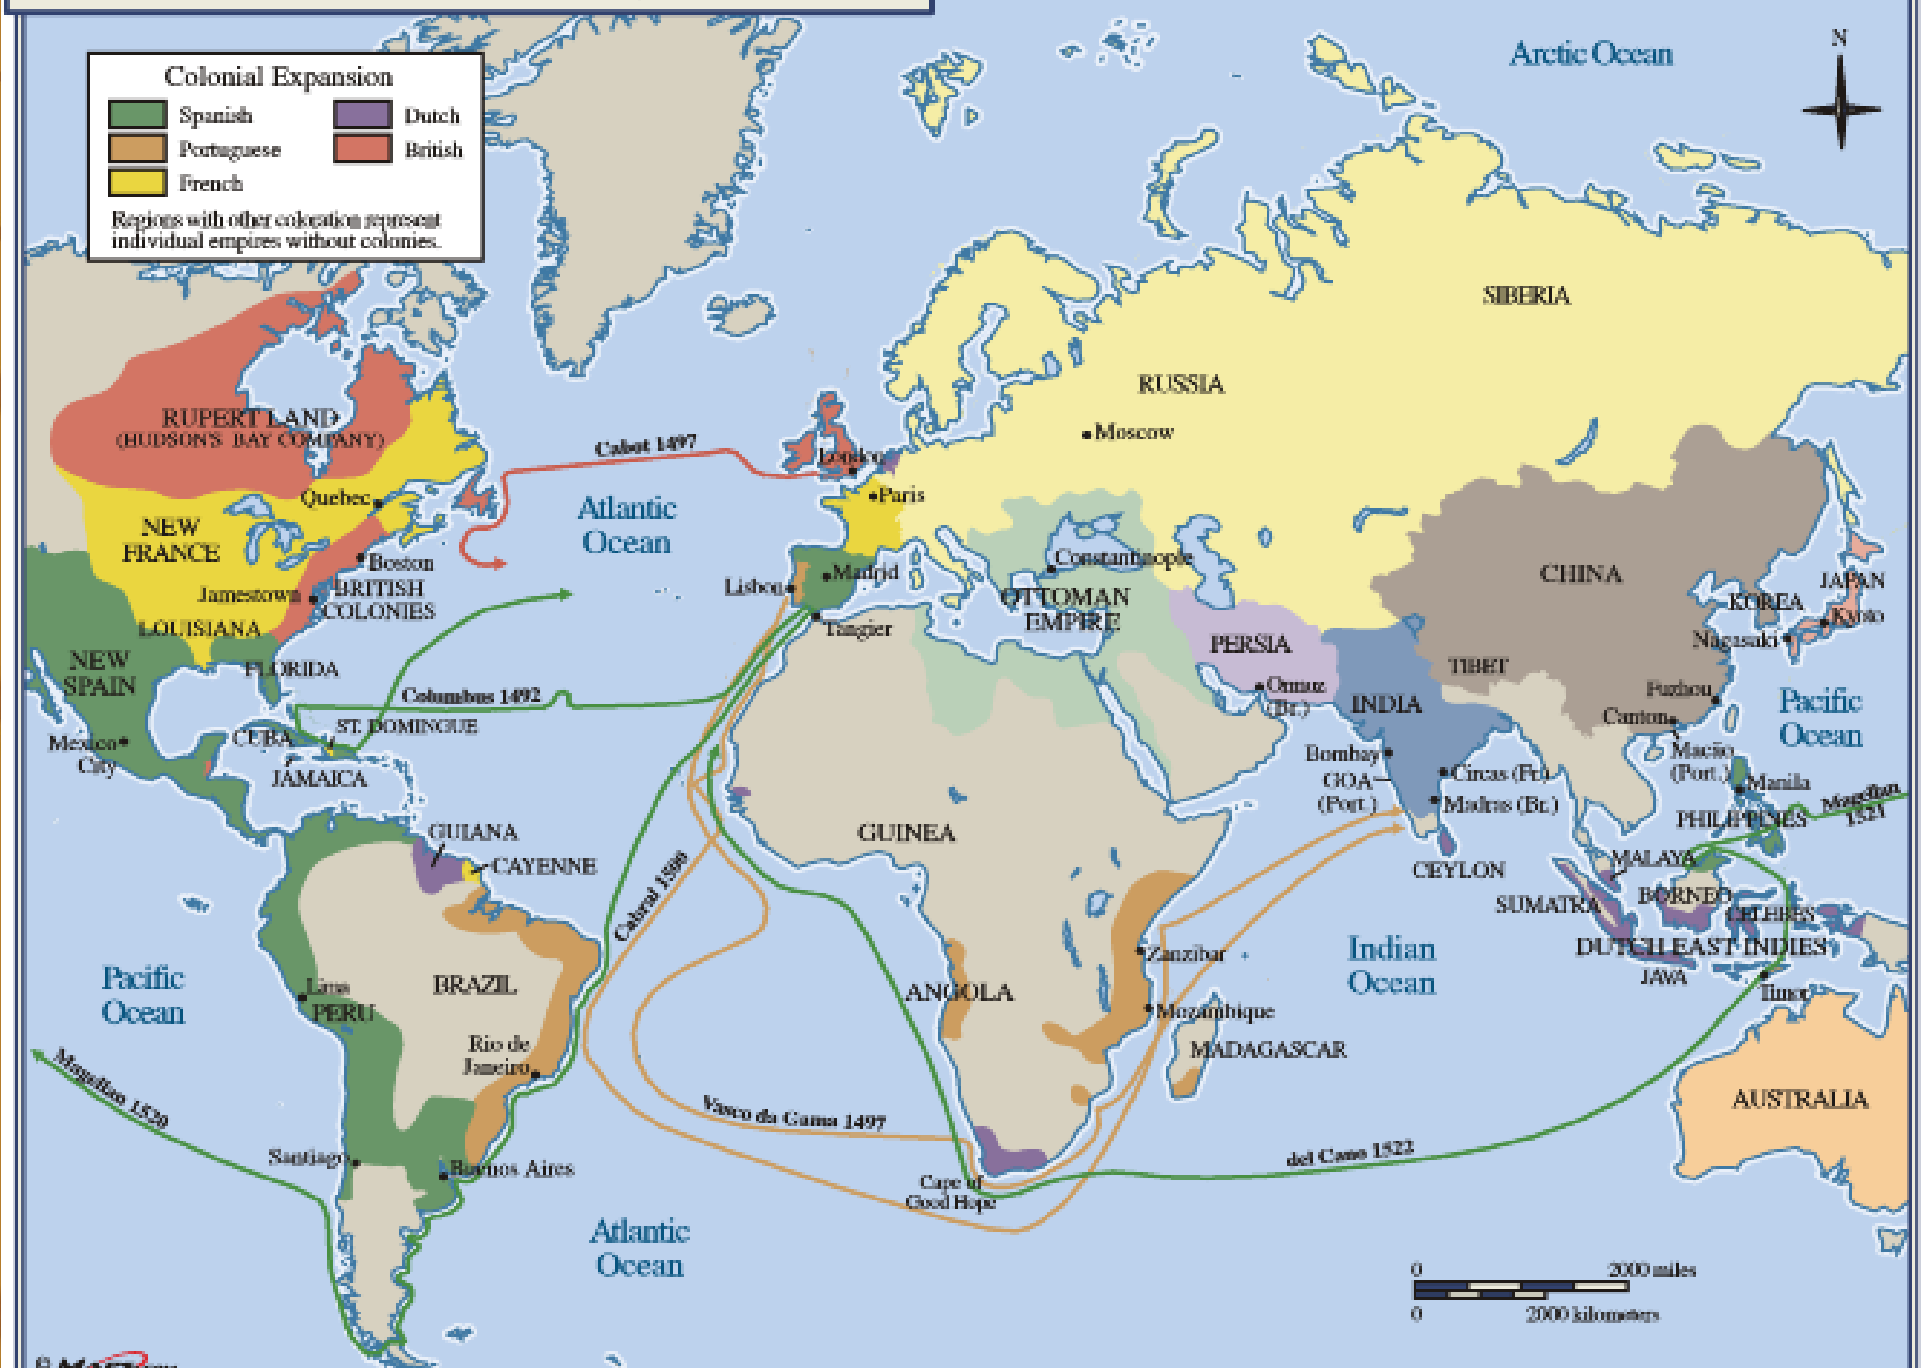 Colonial Expansion
Spanish
Portuguese
French
Dutch
British
Regions with other coloration represent
individual empires without colonies.
Arctic Ocean
N
SIBERIA
RUSSIA
Moscow
RUPERT LAND
(HUDSON'S BAY COMPANY)
Cabot 1497
London
Paris
Quebec
NEW
FRANCE
Atlantic
Ocean
Boston
Jamestown
BRITISH
COLONIES
LOUISIANA
Lisbon
Madrid
Tangier
Constantinople
OTTOMAN
EMPIRE
CHINA
JAPAN
KOREA
Kyoto
Nagasaki
NEW
SPAIN
FLORIDA
Columbus 1492
PERSIA
Ormuz
(Br.)
INDIA
TIBET
Fuzhou
Canton
Pacific
Ocean
Mexico
City
CUBA
ST. DOMINGUE
JAMAICA
Bombay
GOA
(Port.)
Circas (Fr.)
Madras (Br.)
Macão
(Port.)
Manila
Magellan
1521
PHILIPPINES
GUIANA
CAYENNE
GUINEA
CEYLON
MALAYA
SUMATRA
BORNEO
CELEBES
DUTCH EAST INDIES
JAVA
Timor
Cabral 1500
Pacific
Ocean
Lima
PERU
BRAZIL
Rio de
Janeiro
ANGOLA
Zanzibar
Mozambique
MADAGASCAR
Indian
Ocean
AUSTRALIA
Magellan 1520
Vasco da Gama 1497
del Cano 1522
Santiago
Buenos Aires
Cape of
Good Hope
Atlantic
Ocean
0 2000 miles
0 2000 kilometers